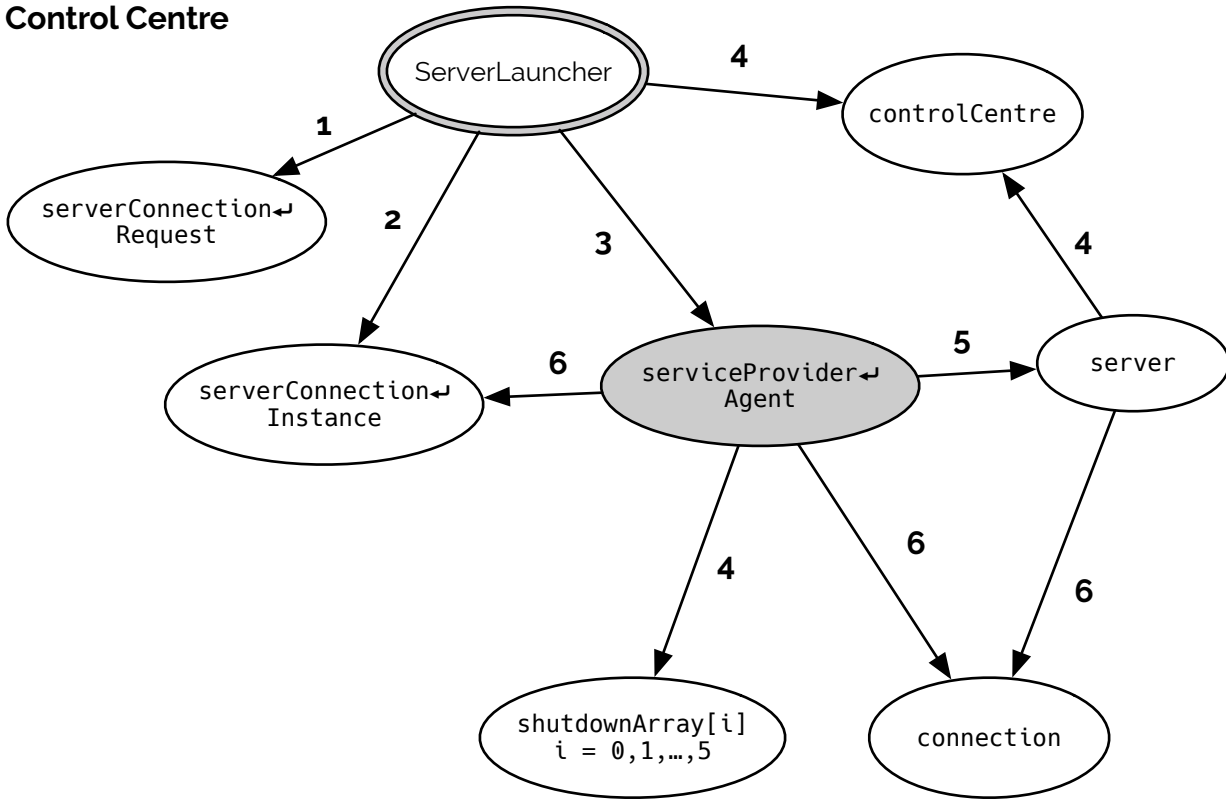 Control Centre
ServerLauncher
4
controlCentre
1
serverConnection↵
Request
2
3
4
serverConnection↵
Instance
6
serviceProvider↵
Agent
5
server
4
6
6
shutdownArray[i]
i = 0,1,…,5
connection